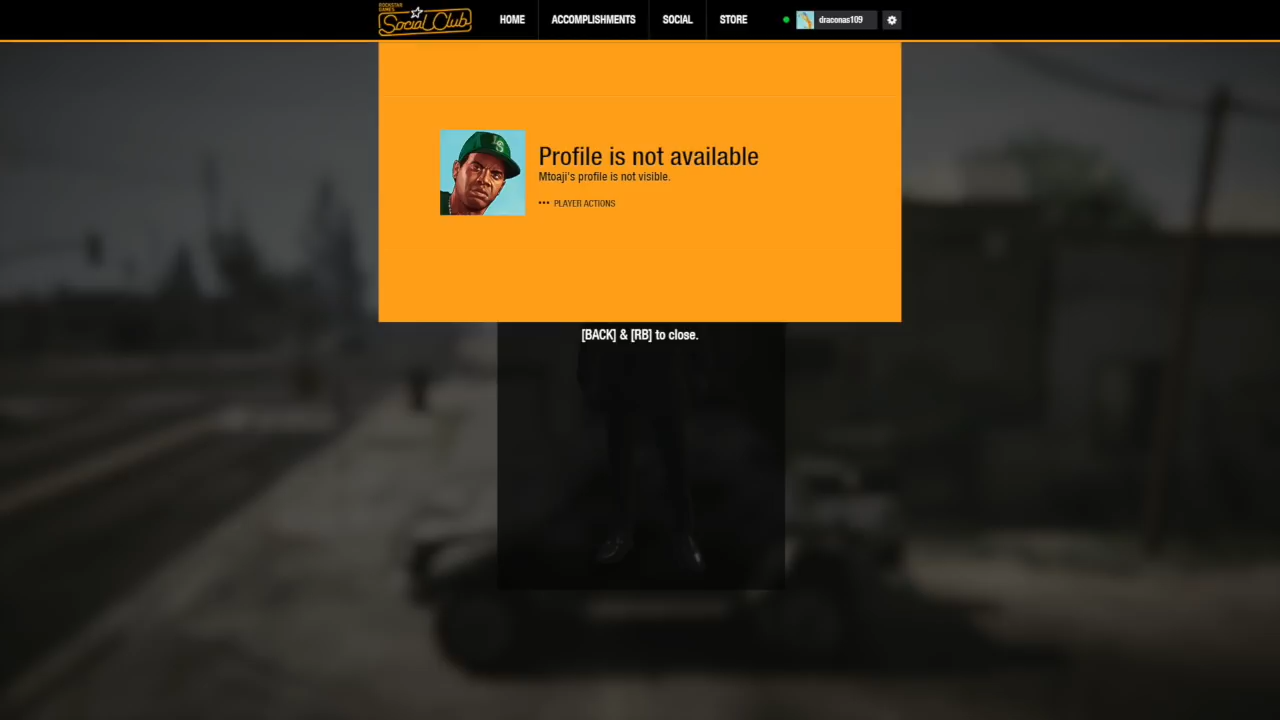 ROCKSTAR
GAMES
Social Club
HOME
ACCOMPLISHMENTS
SOCIAL
STORE
draconas109
LS
Profile is not available
Mtoaji's profile is not visible.
••• PLAYER ACTIONS
[BACK] & [RB] to close.